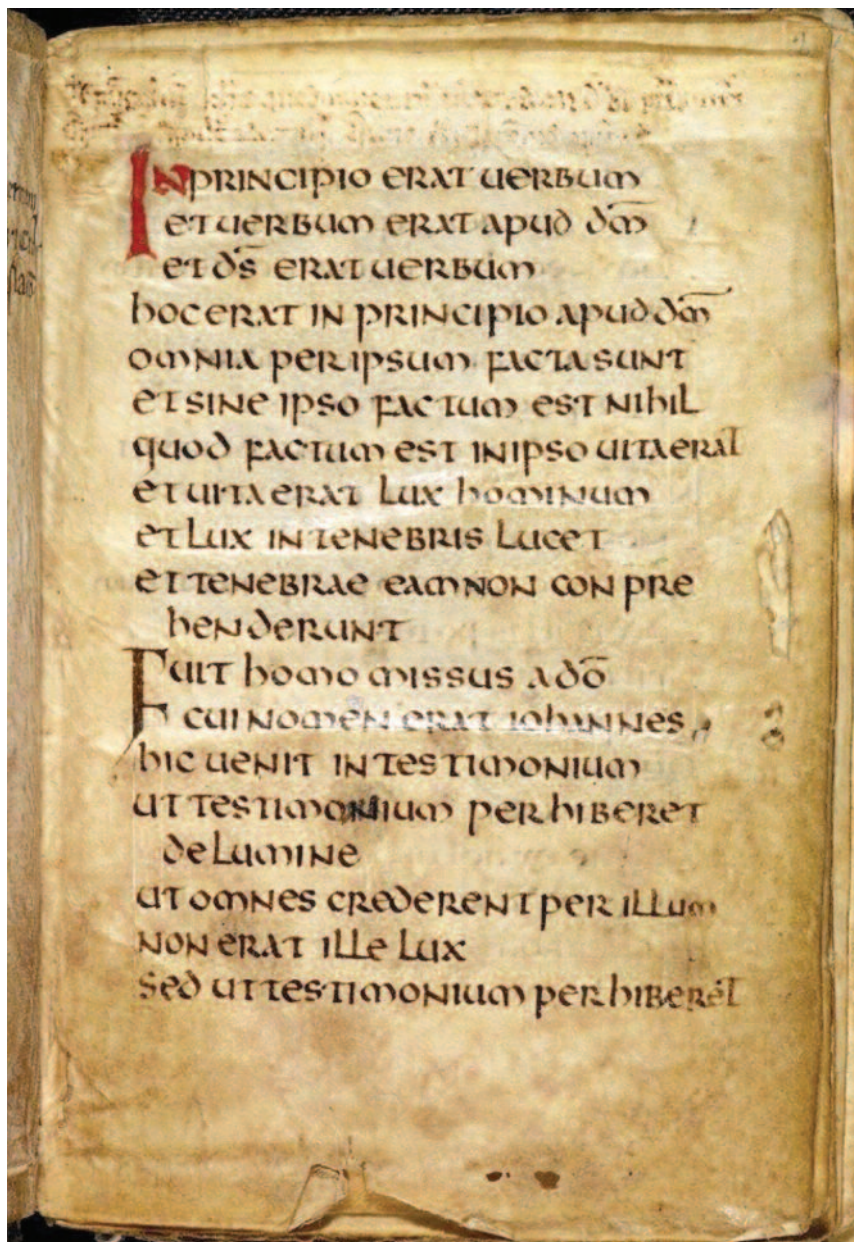 IN PRINCIPIO ERAT UERBUM
ET UERBUM ERAT APUD DM̅
ET DS̅ ERAT UERBUM
HOC ERAT IN PRINCIPIO APUD DM̅
OMNIA PER IPSUM FACTA SUNT
ET SINE IPSO FACTUM EST NIHIL
QUOD FACTUM EST IN IPSO UITA ERAT
ET UITA ERAT LUX HOMINUM
ET LUX IN TENEBRIS LUCET
ET TENEBRAE EAM NON CONPRE
HENDERUNT
FUIT HOMO MISSUS A DO̅
CUI NOMEN ERAT IOHANNES
HIC UENIT IN TESTIMONIUM
UT TESTIMONIUM PERHIBERET
DE LUMINE
UT OMNES CREDERENT PER ILLUM
NON ERAT ILLE LUX
SED UT TESTIMONIUM PERHIBERET